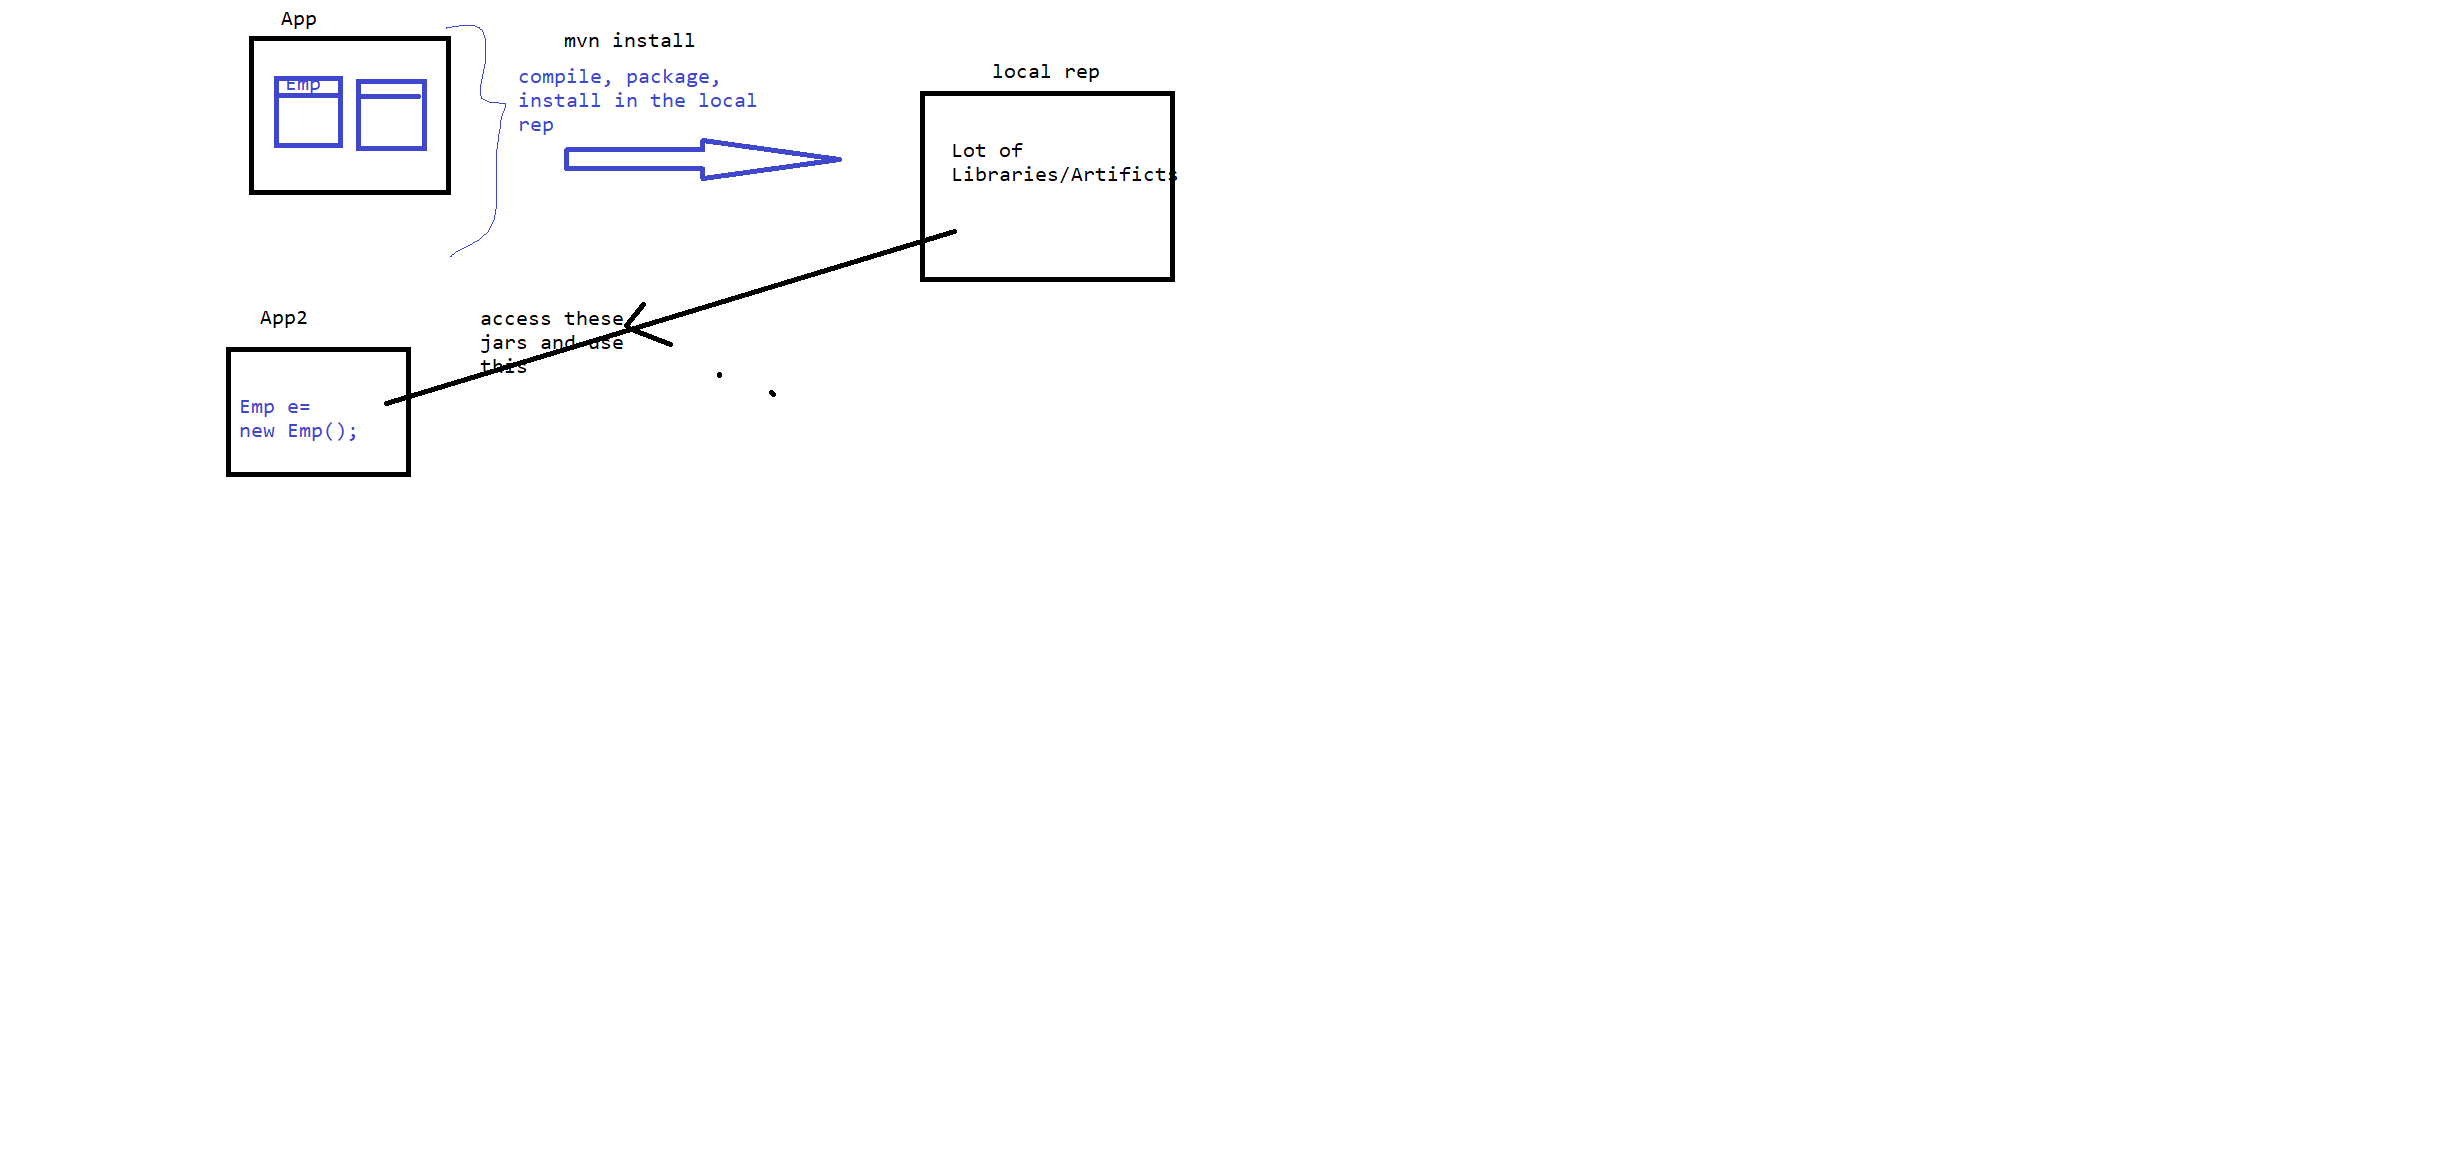 App
mvn install
Emp
compile, package,
install in the local
rep
local rep
Lot of
Libraries/Artificts
App2
access these
jars and use
this
Emp e=
new Emp();